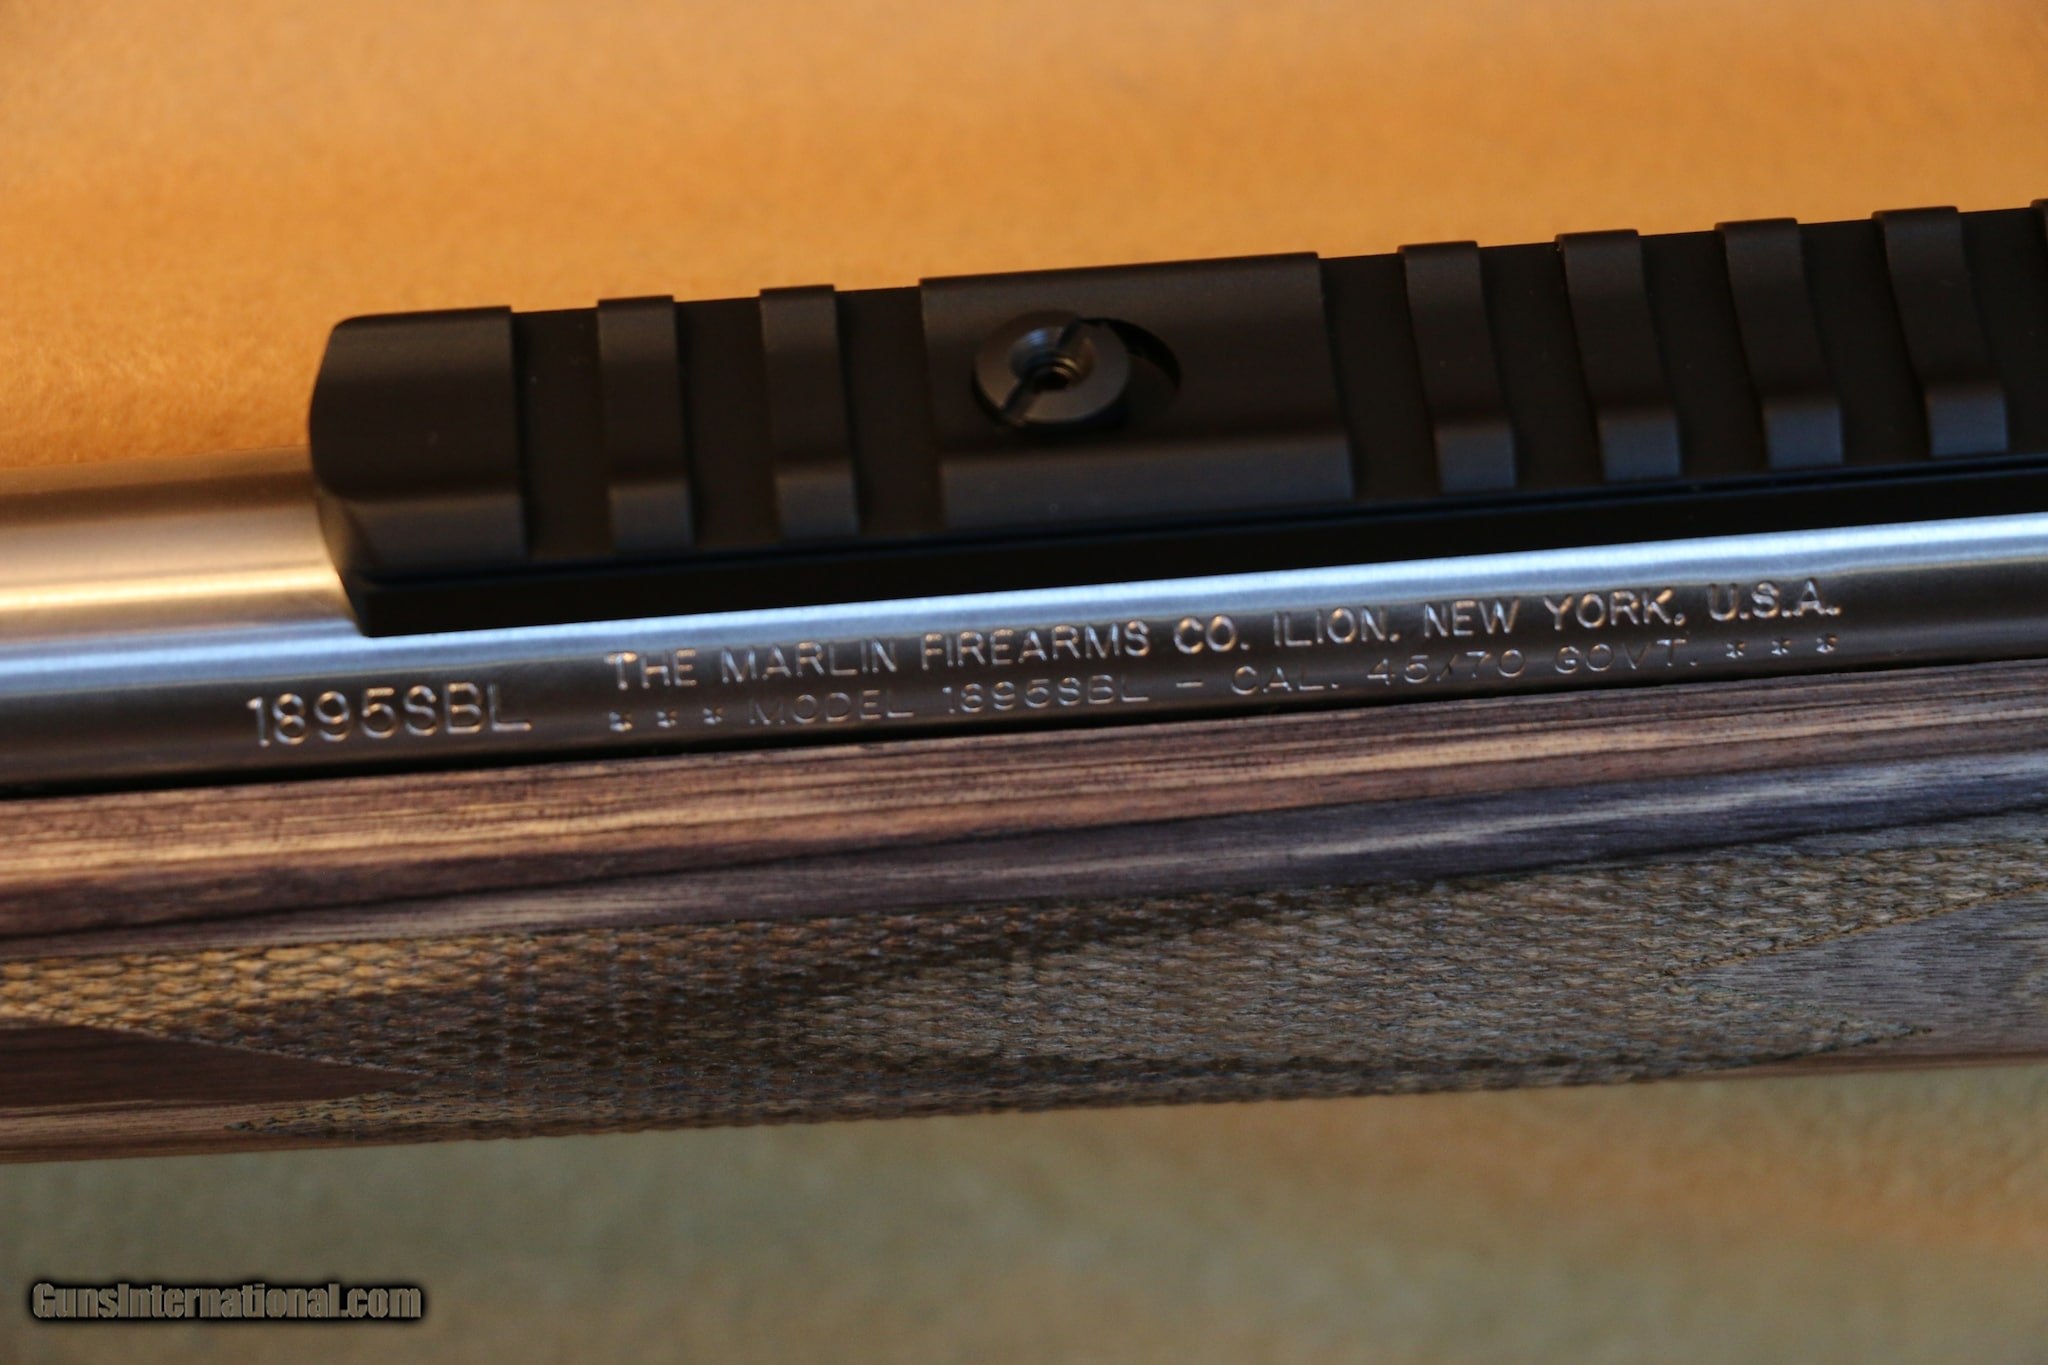 1895SBL
THE MARLIN FIREARMS CO. ILION, NEW YORK, U.S.A.
* * * MODEL 1895SBL - CAL. 45/70 GOVT. * * *
GunsInternational.com